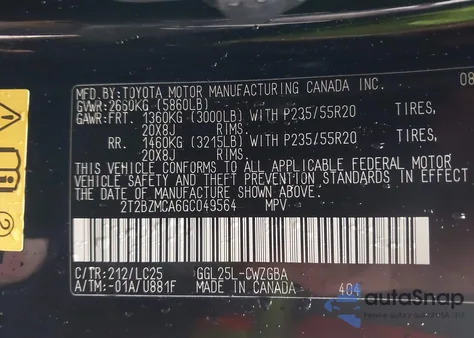 MFD.BY:TOYOTA MOTOR MANUFACTURING CANADA INC. 08
GVWR:2660KG (5860LB)
GAWR:FRT. 1360KG (3000LB) WITH P235/55R20 TIRES,
20X8J RIMS.
RR. 1460KG (3215LB) WITH P235/55R20 TIRES,
20X8J RIMS.
THIS VEHICLE CONFORMS TO ALL APPLICABLE FEDERAL MOTOR
VEHICLE SAFETY AND THEFT PREVENTION STANDARDS IN EFFECT
THE DATE OF MANUFACTURE SHOWN ABOVE.
2T2BZMCA6GC049564 MPV
C/TR:212/LC25 GGL25L-CWZGBA
A/TM:-01A/U881F MADE IN CANADA 404
2
autoSnap